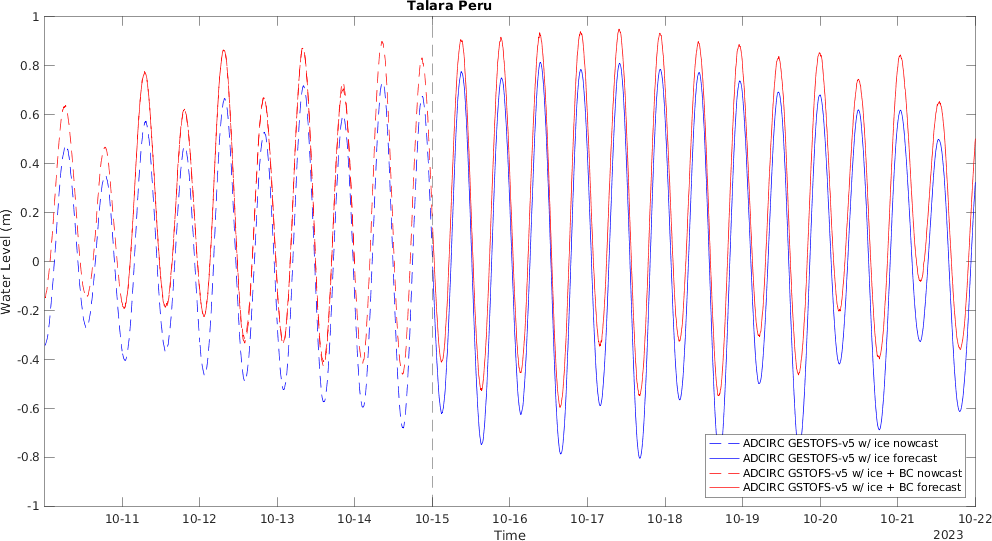 Talara Peru
1
0.8
0.6
0.4
0.2
0
-0.2
-0.4
-0.6
-0.8
-1
Water Level (m)
ADCIRC GESTOFS-v5 w/ ice nowcast
ADCIRC GESTOFS-v5 w/ ice forecast
ADCIRC GSTOFS-v5 w/ ice + BC nowcast
ADCIRC GSTOFS-v5 w/ ice + BC forecast
10-11 10-12 10-13 10-14 10-15 10-16 10-17 10-18 10-19 10-20 10-21 10-22
Time
2023